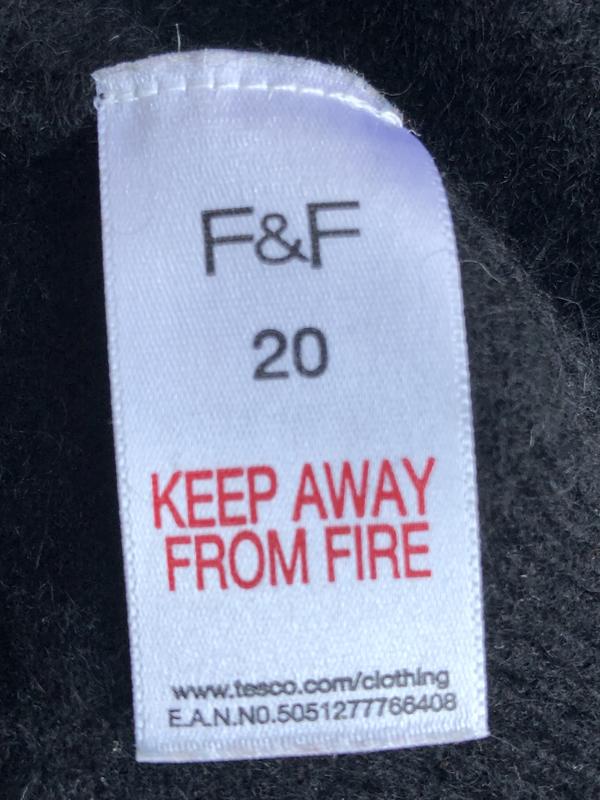 F&F
20
KEEP AWAY
FROM FIRE
www.tesco.com/clothing
E.A.N.N0.5051277766408